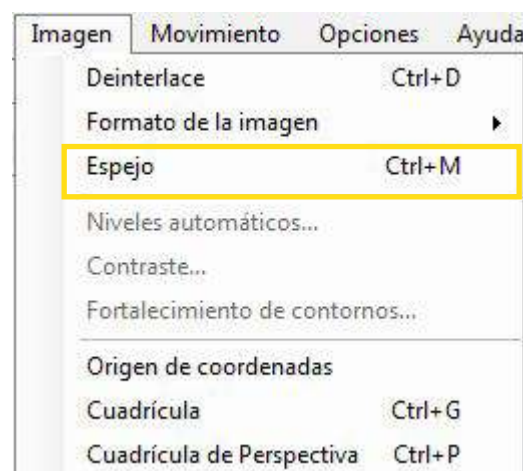 Imagen Movimiento Opciones Ayuda
Deinterlace Ctrl+D
Formato de la imagen
Espejo Ctrl+M
Niveles automáticos...
Contraste...
Fortalecimiento de contornos...
Origen de coordenadas
Cuadrícula Ctrl+G
Cuadrícula de Perspectiva Ctrl+P